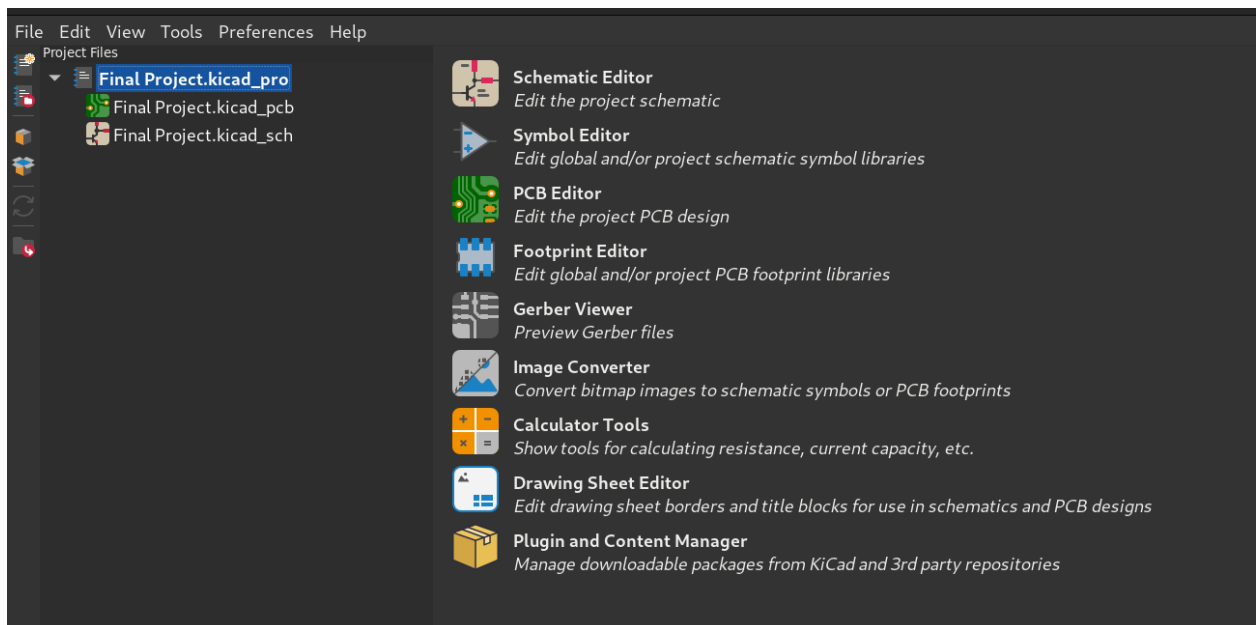 File Edit View Tools Preferences Help
Project Files
Final Project.kicad_pro
Final Project.kicad_pcb
Final Project.kicad_sch
Schematic Editor
Edit the project schematic
Symbol Editor
Edit global and/or project schematic symbol libraries
PCB Editor
Edit the project PCB design
Footprint Editor
Edit global and/or project PCB footprint libraries
Gerber Viewer
Preview Gerber files
Image Converter
Convert bitmap images to schematic symbols or PCB footprints
Calculator Tools
Show tools for calculating resistance, current capacity, etc.
Drawing Sheet Editor
Edit drawing sheet borders and title blocks for use in schematics and PCB designs
Plugin and Content Manager
Manage downloadable packages from KiCad and 3rd party repositories